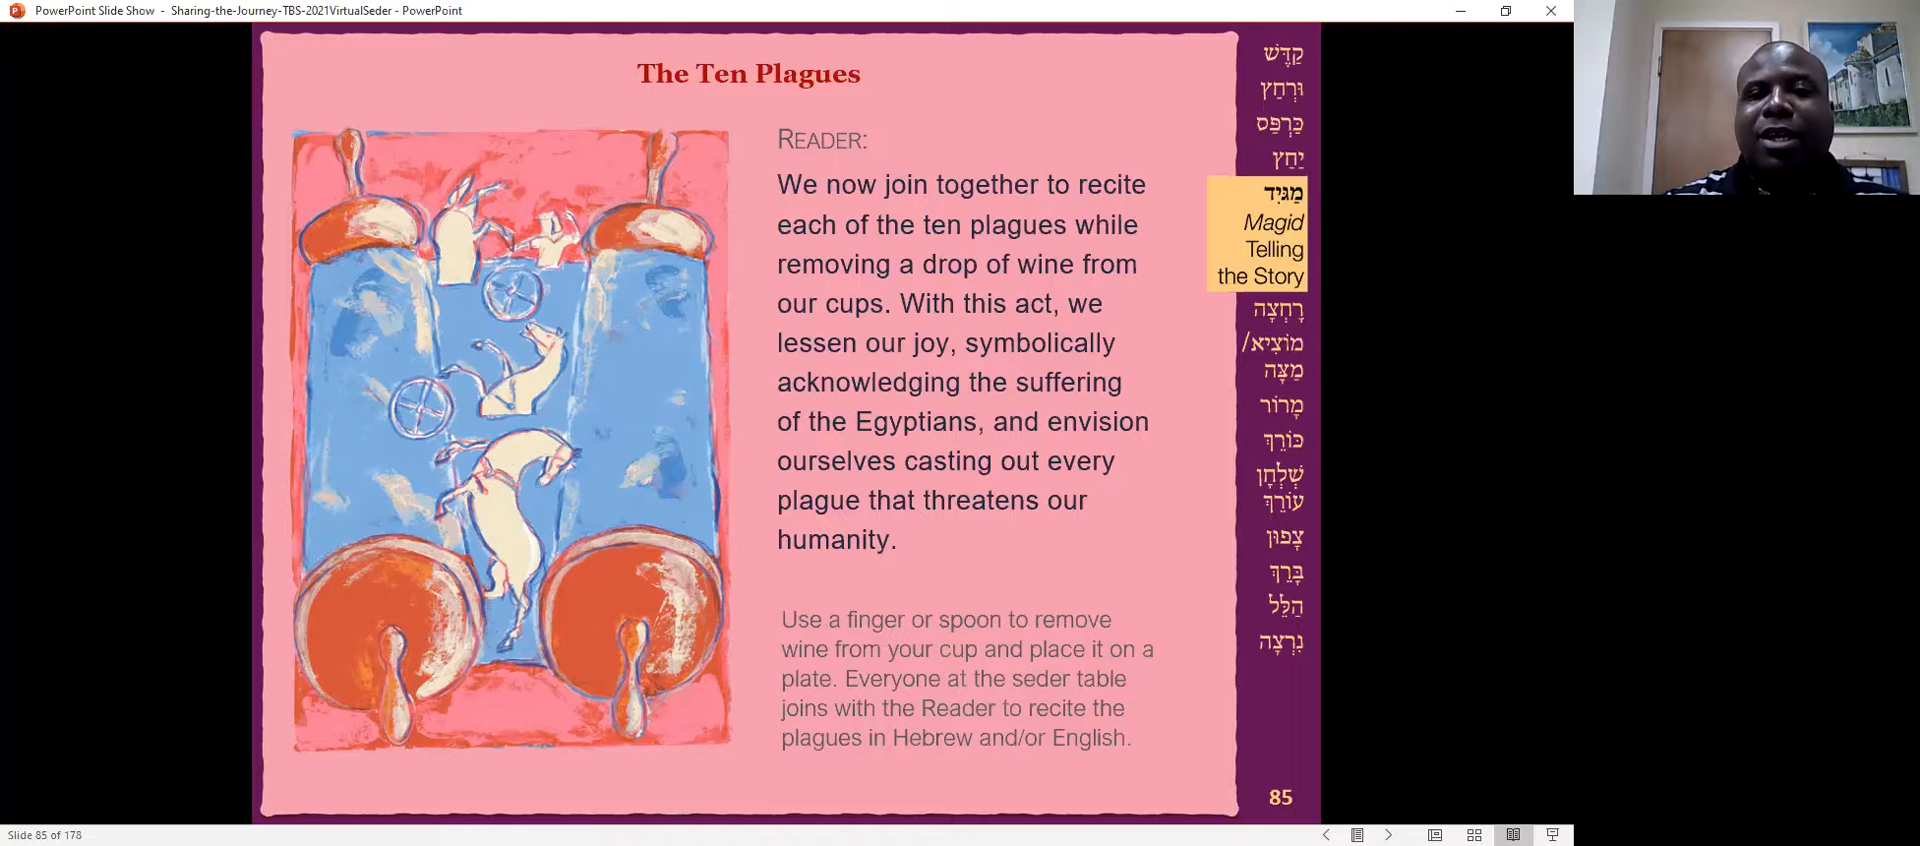 PowerPoint Slide Show - Sharing-the-Journey-TBS-2021VirtualSeder - PowerPoint
The Ten Plagues
READER:
We now join together to recite
each of the ten plagues while
removing a drop of wine from
our cups. With this act, we
lessen our joy, symbolically
acknowledging the suffering
of the Egyptians, and envision
ourselves casting out every
plague that threatens our
humanity.
Use a finger or spoon to remove
wine from your cup and place it on a
plate. Everyone at the seder table
joins with the Reader to recite the
plagues in Hebrew and/or English.
קַדֶּשׁ
וּרְחַץ
כַּרְפַּס
יַחַץ
מַגִּיד
Magid
Telling
the Story
רָחְצָה
מוֹצִיא/
מַצָּה
מָרוֹר
כּוֹרֵךְ
שֻׁלְחָן
עוֹרֵךְ
צָפוּן
בָּרֵךְ
הַלֵּל
נִרְצָה
85
Slide 85 of 178